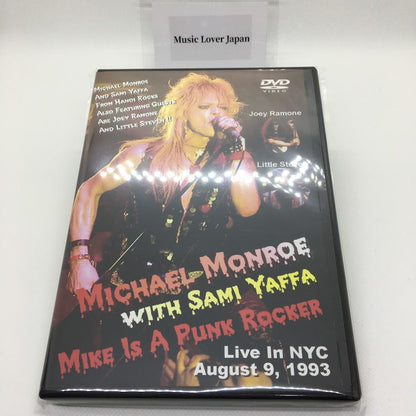 Music Lover Japan
DVD
VIDEO
Michael Monroe
And Sami Yaffa
From Hanoi Rocks
Also Featuring Guests
Are Joey Ramone
And Little Steven !!
Joey Ramone
Little Steven
Michael Monroe
with Sami Yaffa
Mike Is A Punk Rocker
Live In NYC
August 9, 1993